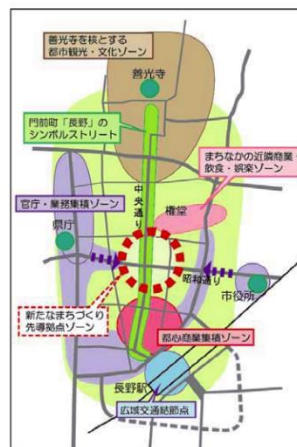 善光寺を核とする
都市観光・文化ゾーン
善光寺
門前町「長野」の
シンボルストリート
まちなかの近隣商業
飲食・娯楽ゾーン
中央通り
権堂
官庁・業務集積ゾーン
県庁
昭和通り
市役所
新たなまちづくり
先導拠点ゾーン
都心商業集積ゾーン
長野駅
広域交通結節点